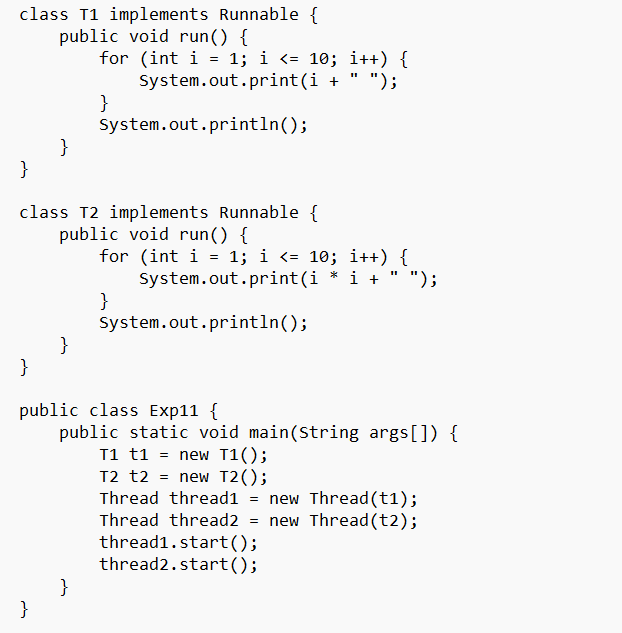 class T1 implements Runnable {
    public void run() {
        for (int i = 1; i <= 10; i++) {
            System.out.print(i + " ");
        }
        System.out.println();
    }
}

class T2 implements Runnable {
    public void run() {
        for (int i = 1; i <= 10; i++) {
            System.out.print(i * i + " ");
        }
        System.out.println();
    }
}

public class Exp11 {
    public static void main(String args[]) {
        T1 t1 = new T1();
        T2 t2 = new T2();
        Thread thread1 = new Thread(t1);
        Thread thread2 = new Thread(t2);
        thread1.start();
        thread2.start();
    }
}